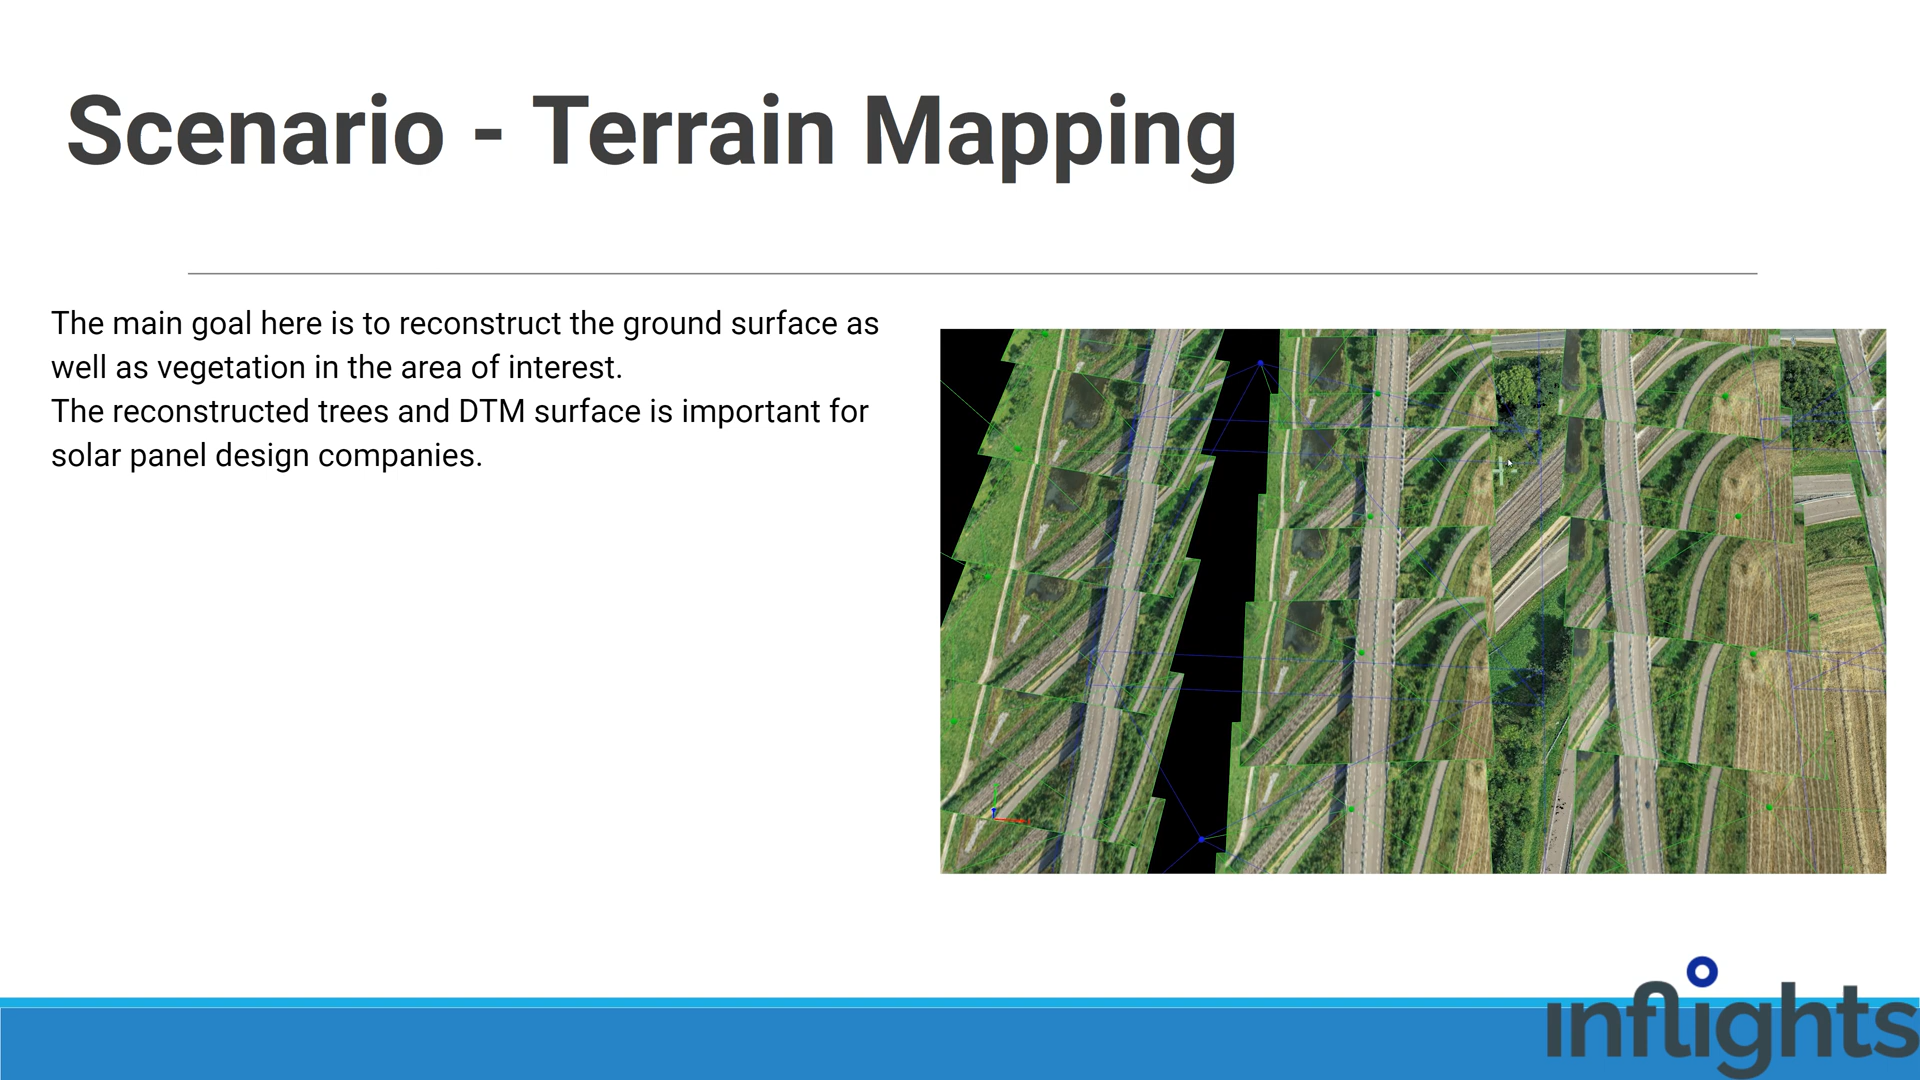 Scenario - Terrain Mapping
The main goal here is to reconstruct the ground surface as
well as vegetation in the area of interest.
The reconstructed trees and DTM surface is important for
solar panel design companies.
inflights